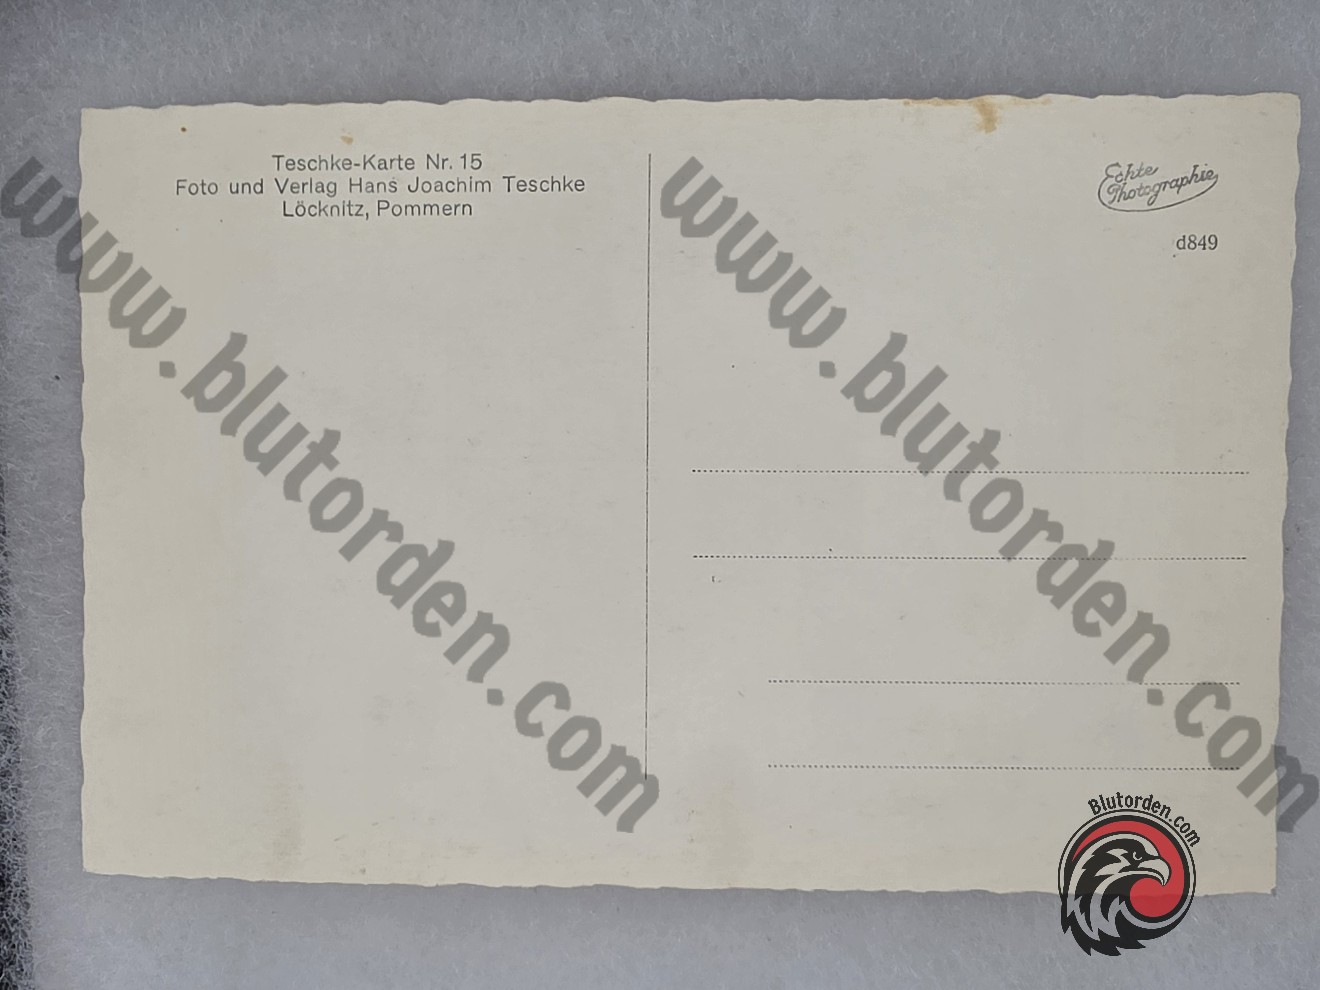 Teschke-Karte Nr. 15
Foto und Verlag Hans Joachim Teschke
Löcknitz, Pommern
Echte
Photographie
d849
www.blutorden.com
www.blutorden.com
Blutorden.com